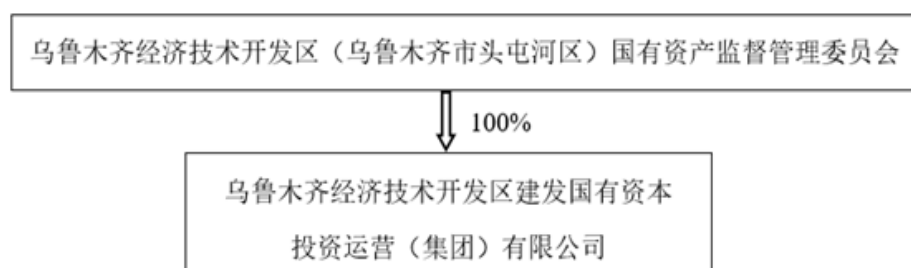 乌鲁木齐经济技术开发区（乌鲁木齐市头屯河区）国有资产监督管理委员会
100%
乌鲁木齐经济技术开发区建发国有资本
投资运营（集团）有限公司